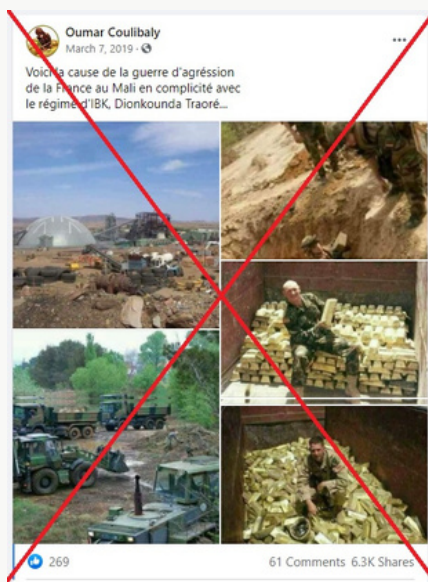 Oumar Coulibaly
March 7, 2019 ·
Voici la cause de la guerre d'agréssion
de la France au Mali en complicité avec
le régime d'IBK, Dionkounda Traoré...
269
61 Comments 6.3K Shares